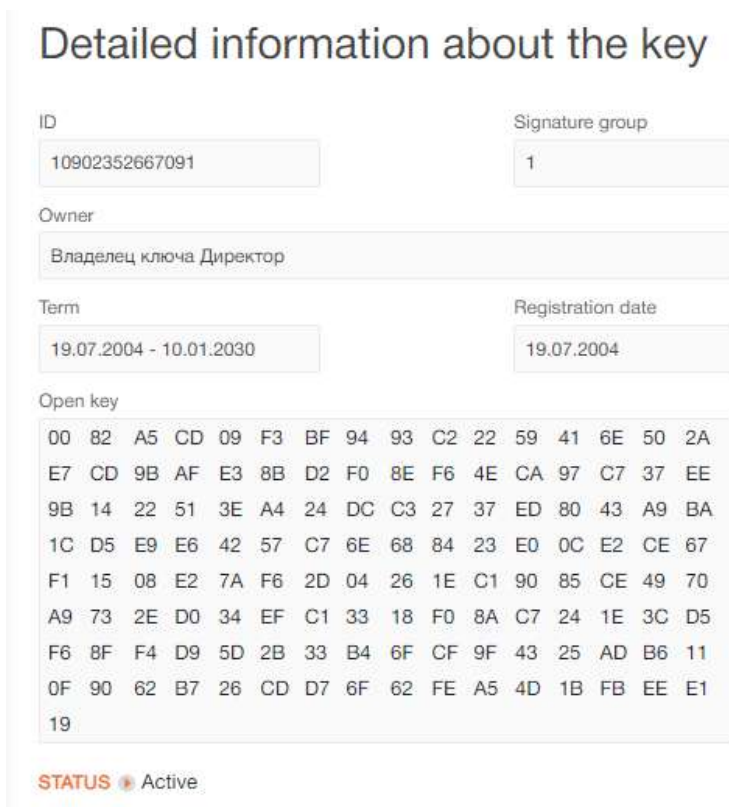 Detailed information about the key
ID Signature group
10902352667091 1
Owner
Владелец ключа Директор
Term Registration date
19.07.2004 - 10.01.2030 19.07.2004
Open key
00 82 A5 CD 09 F3 BF 94 93 C2 22 59 41 6E 50 2A
E7 CD 9B AF E3 8B D2 F0 8E F6 4E CA 97 C7 37 EE
9B 14 22 51 3E A4 24 DC C3 27 37 ED 80 43 A9 BA
1C D5 E9 E6 42 57 C7 6E 68 84 23 E0 0C E2 CE 67
F1 15 08 E2 7A F6 2D 04 26 1E C1 90 85 CE 49 70
A9 73 2E D0 34 EF C1 33 18 F0 8A C7 24 1E 3C D5
F6 8F F4 D9 5D 2B 33 B4 6F CF 9F 43 25 AD B6 11
0F 90 62 B7 26 CD D7 6F 62 FE A5 4D 1B FB EE E1
19
STATUS Active